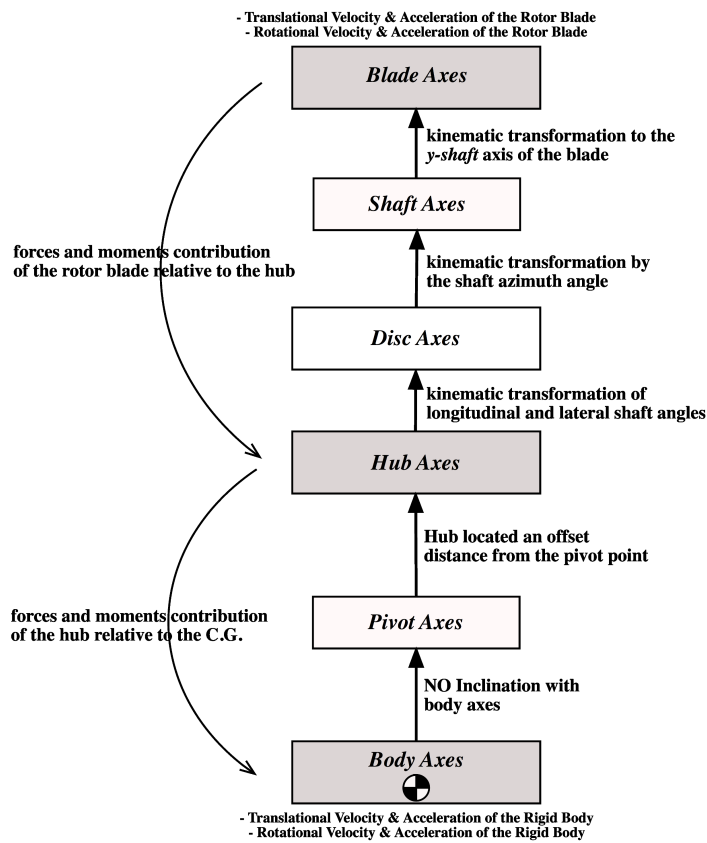 - Translational Velocity & Acceleration of the Rotor Blade
- Rotational Velocity & Acceleration of the Rotor Blade
Blade Axes
kinematic transformation to the
y-shaft axis of the blade
Shaft Axes
forces and moments contribution
of the rotor blade relative to the hub
kinematic transformation by
the shaft azimuth angle
Disc Axes
kinematic transformation of
longitudinal and lateral shaft angles
Hub Axes
Hub located an offset
distance from the pivot point
forces and moments contribution
of the hub relative to the C.G.
Pivot Axes
NO Inclination with
body axes
Body Axes
- Translational Velocity & Acceleration of the Rigid Body
- Rotational Velocity & Acceleration of the Rigid Body